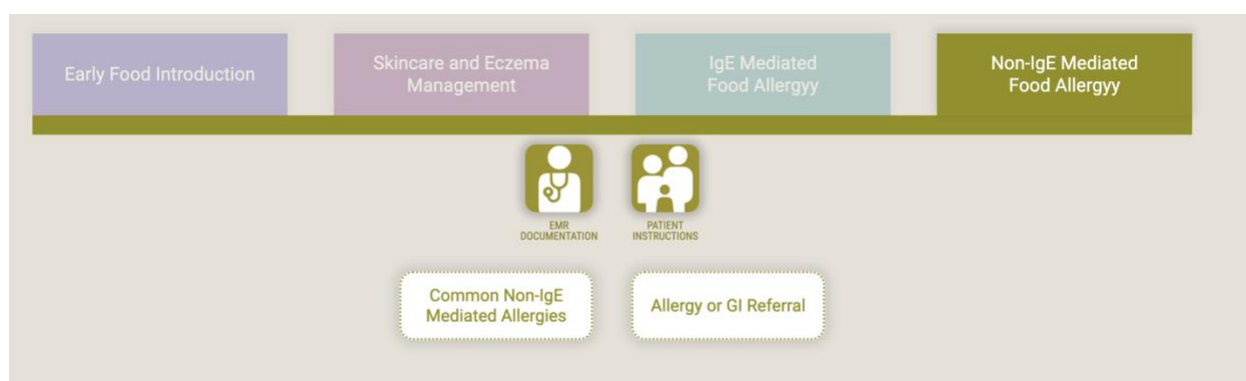 Early Food Introduction
Skincare and Eczema
Management
IgE Mediated
Food Allergyy
Non-IgE Mediated
Food Allergyy
EMR
DOCUMENTATION
PATIENT
INSTRUCTIONS
Common Non-IgE
Mediated Allergies
Allergy or GI Referral